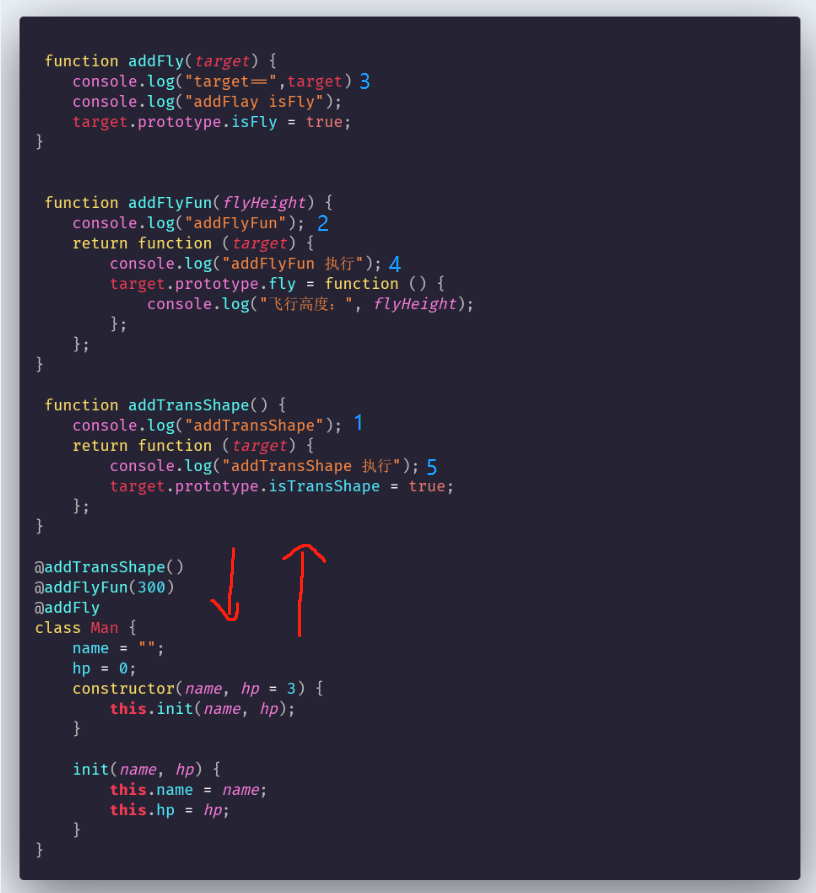 function addFly(target) {
console.log("target==",target) 3
console.log("addFlay isFly");
target.prototype.isFly = true;
}
function addFlyFun(flyHeight) {
console.log("addFlyFun"); 2
return function (target) {
console.log("addFlyFun 执行"); 4
target.prototype.fly = function () {
console.log("飞行高度：", flyHeight);
};
};
}
function addTransShape() {
console.log("addTransShape"); 1
return function (target) {
console.log("addTransShape 执行"); 5
target.prototype.isTransShape = true;
};
}
@addTransShape()
@addFlyFun(300)
@addFly
class Man {
name = "";
hp = 0;
constructor(name, hp = 3) {
this.init(name, hp);
}
init(name, hp) {
this.name = name;
this.hp = hp;
}
}